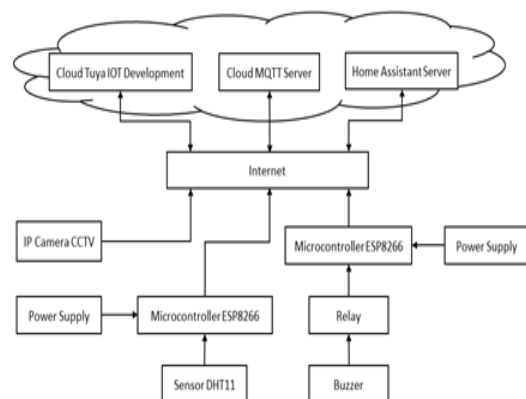 Cloud Tuya IOT Development
Cloud MQTT Server
Home Assistant Server
Internet
IP Camera CCTV
Microcontroller ESP8266
Power Supply
Power Supply
Microcontroller ESP8266
Relay
Sensor DHT11
Buzzer